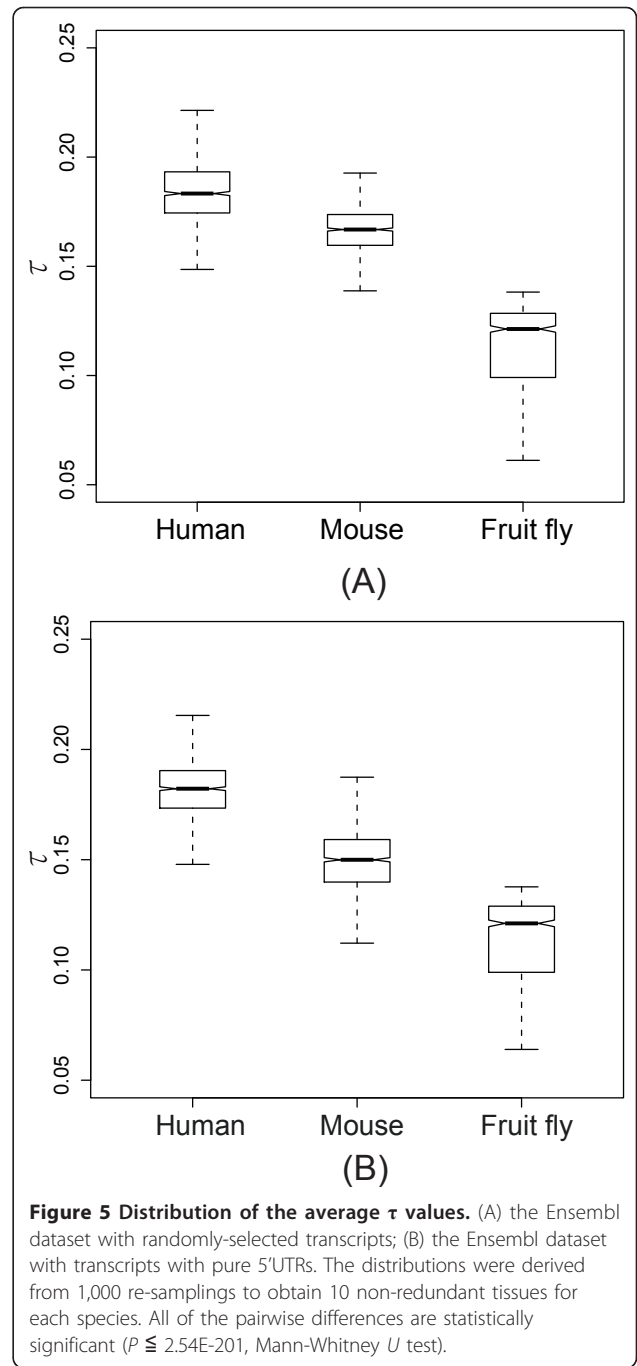 0.25
0.20
0.15
0.10
0.05
τ
Human Mouse Fruit fly
(A)
0.25
0.20
0.15
0.10
0.05
τ
Human Mouse Fruit fly
(B)
Figure 5 Distribution of the average τ values. (A) the Ensembl
dataset with randomly-selected transcripts; (B) the Ensembl dataset
with transcripts with pure 5'UTRs. The distributions were derived
from 1,000 re-samplings to obtain 10 non-redundant tissues for
each species. All of the pairwise differences are statistically
significant (P ≦ 2.54E-201, Mann-Whitney U test).